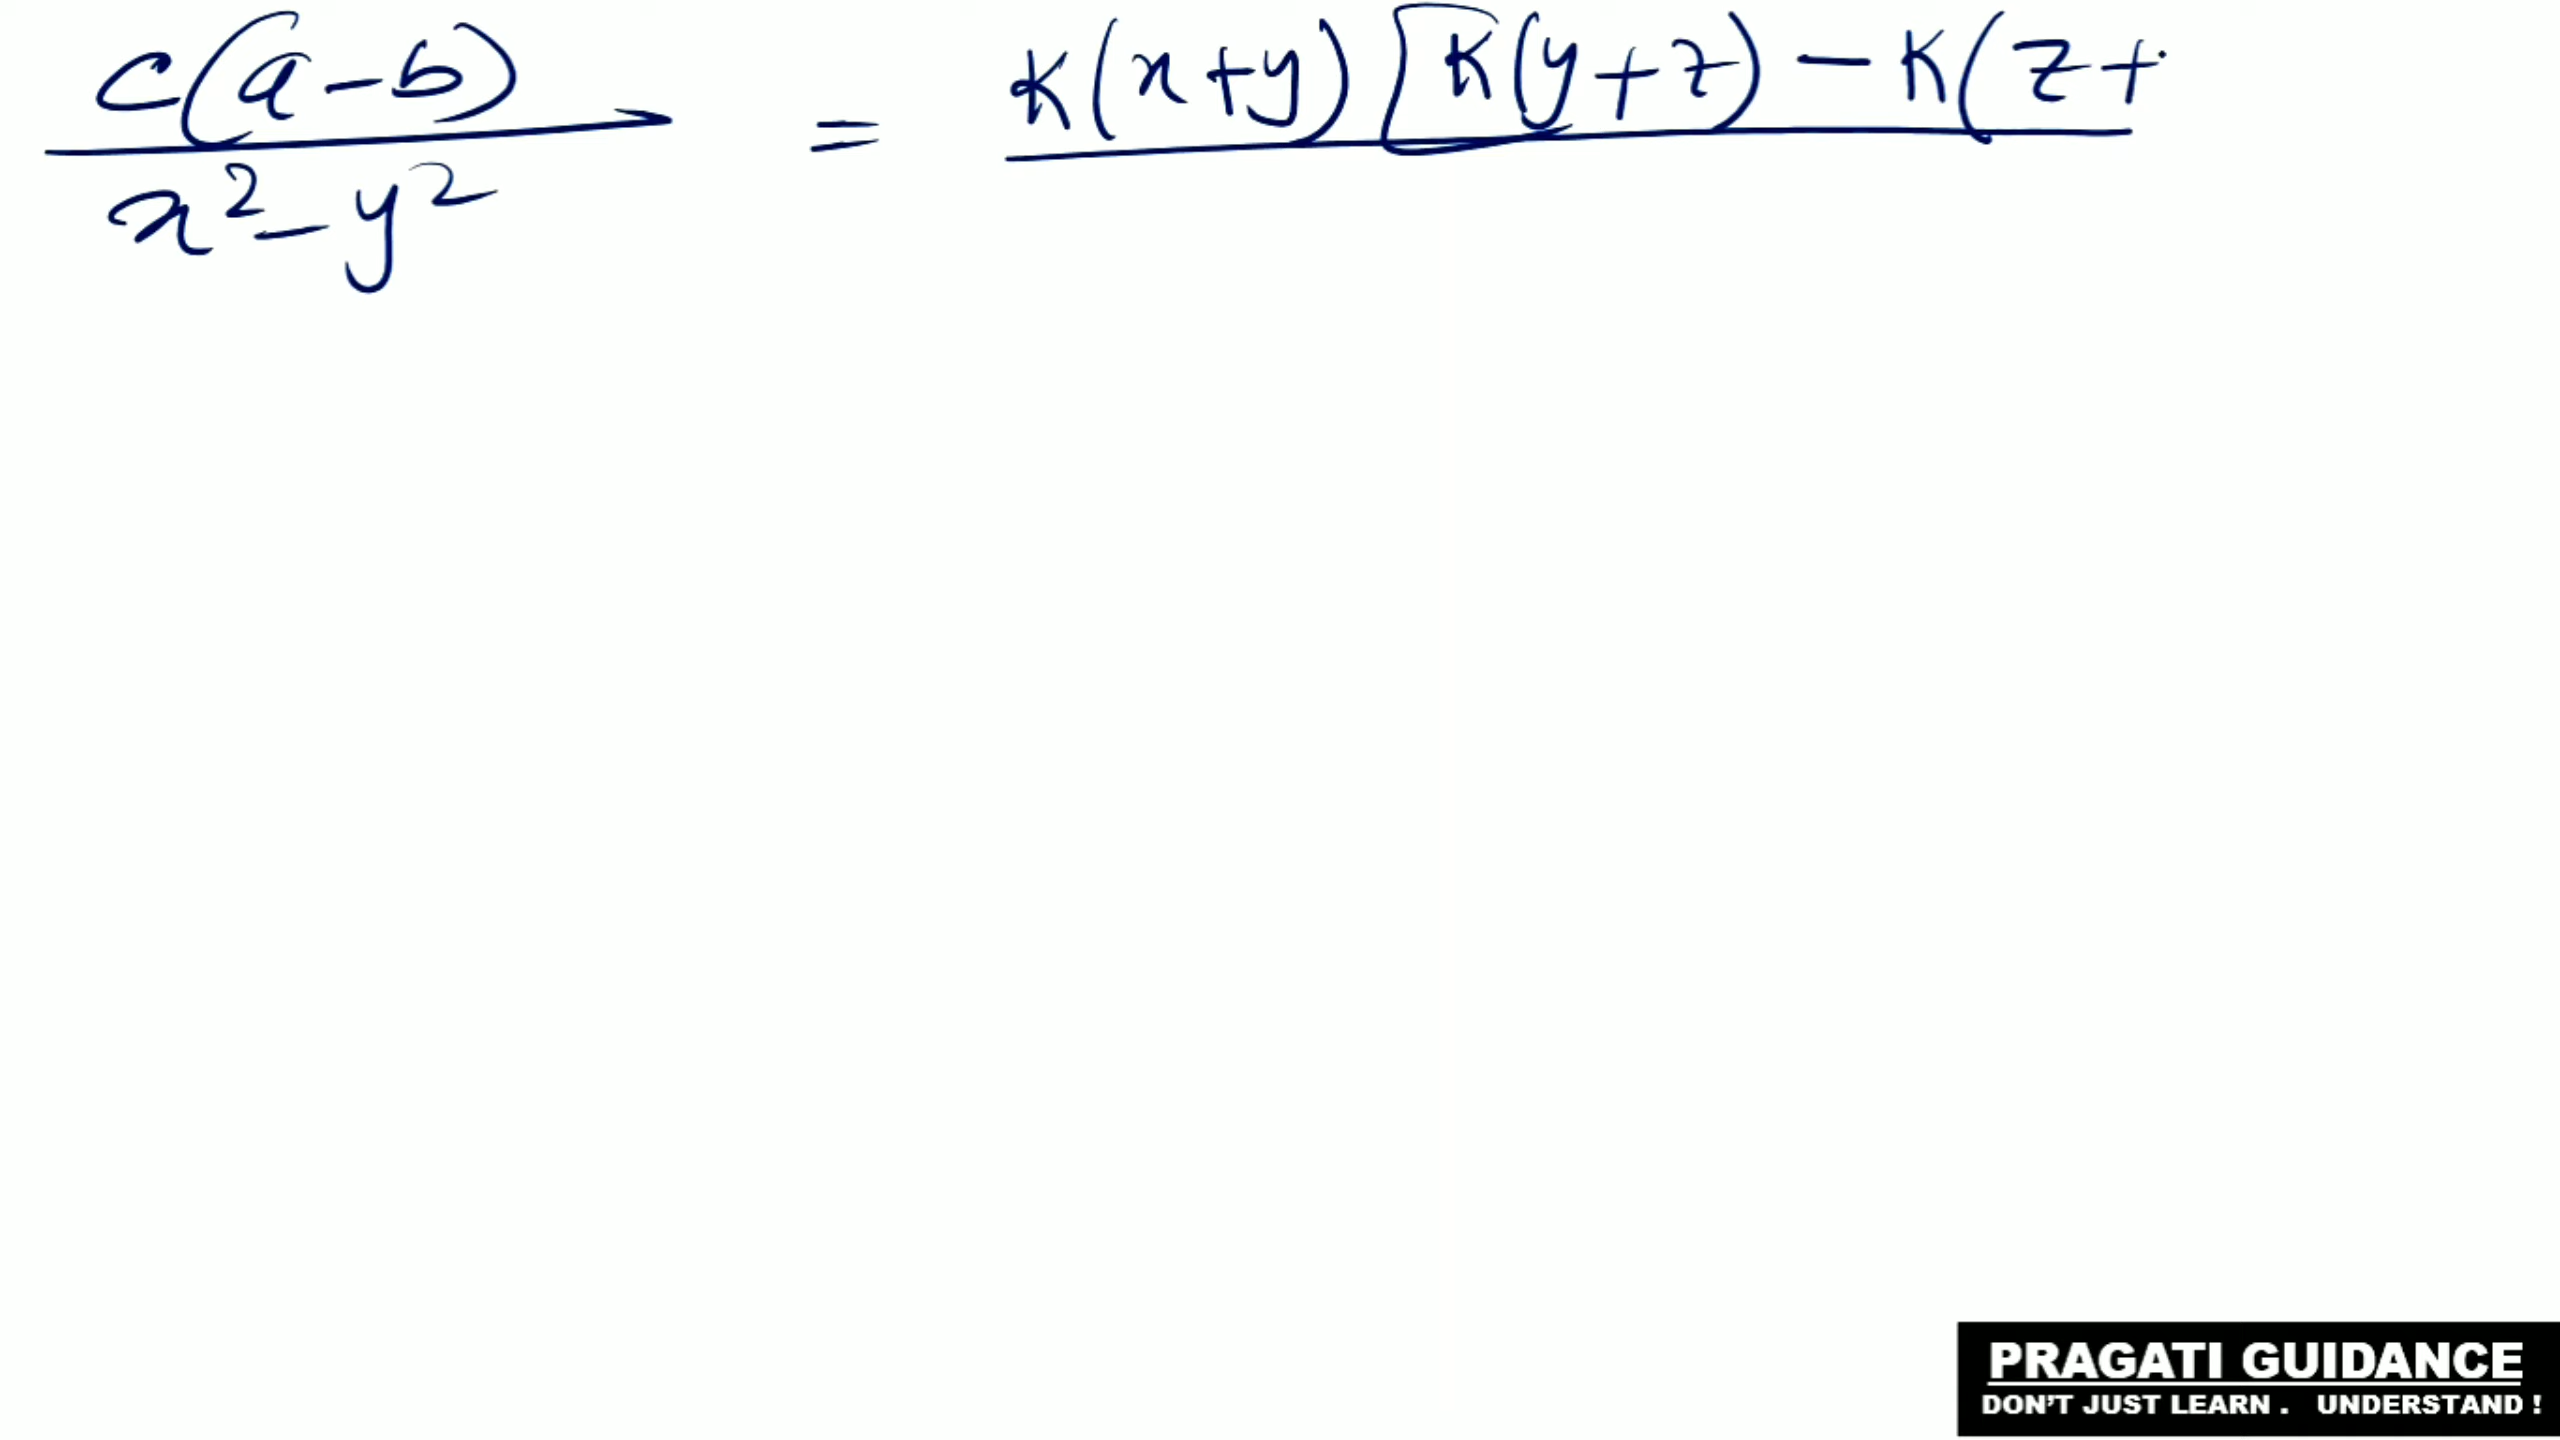 c(a-b) = K(x+y)[K(y+z) - K(z+
x² - y²
PRAGATI GUIDANCE
DON'T JUST LEARN . UNDERSTAND !